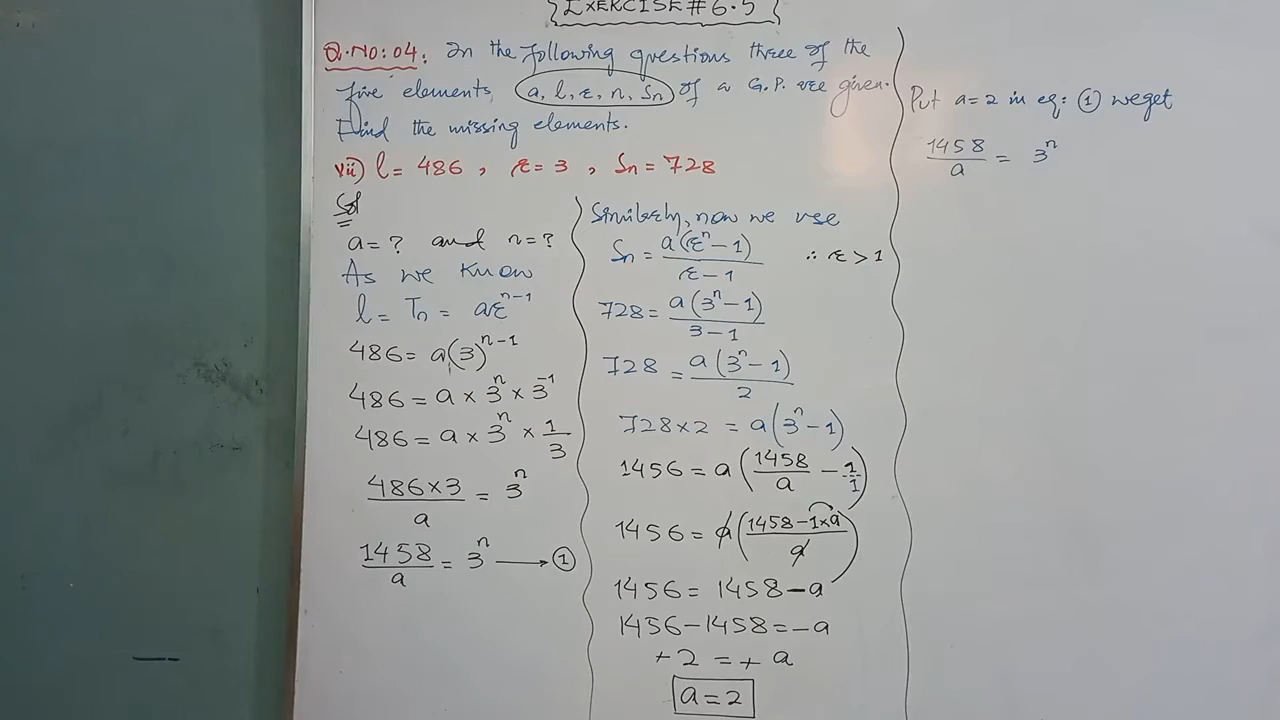 EXERCISE # 6.5
Q.No: 04: In the following questions three of the
five elements, a, l, r, n, Sn of a G.P. are given.
Find the missing elements.
vii) l = 486 , r = 3 , Sn = 728
Sol
a = ? and n = ?
As we know
l = Tn = ar^(n-1)
486 = a(3)^(n-1)
486 = a × 3^n × 3^-1
486 = a × 3^n × 1/3
(486×3)/a = 3^n
1458/a = 3^n → ①
Similerly, now we use
Sn = a(r^n - 1)/(r - 1) ∴ r > 1
728 = a(3^n - 1)/(3 - 1)
728 = a(3^n - 1)/2
728 × 2 = a(3^n - 1)
1456 = a(1458/a - 1/1)
1456 = a((1458 - 1×a)/a)
1456 = 1458 - a
1456 - 1458 = - a
+ 2 = + a
a = 2
Put a = 2 in eq: ① we get
1458/a = 3^n